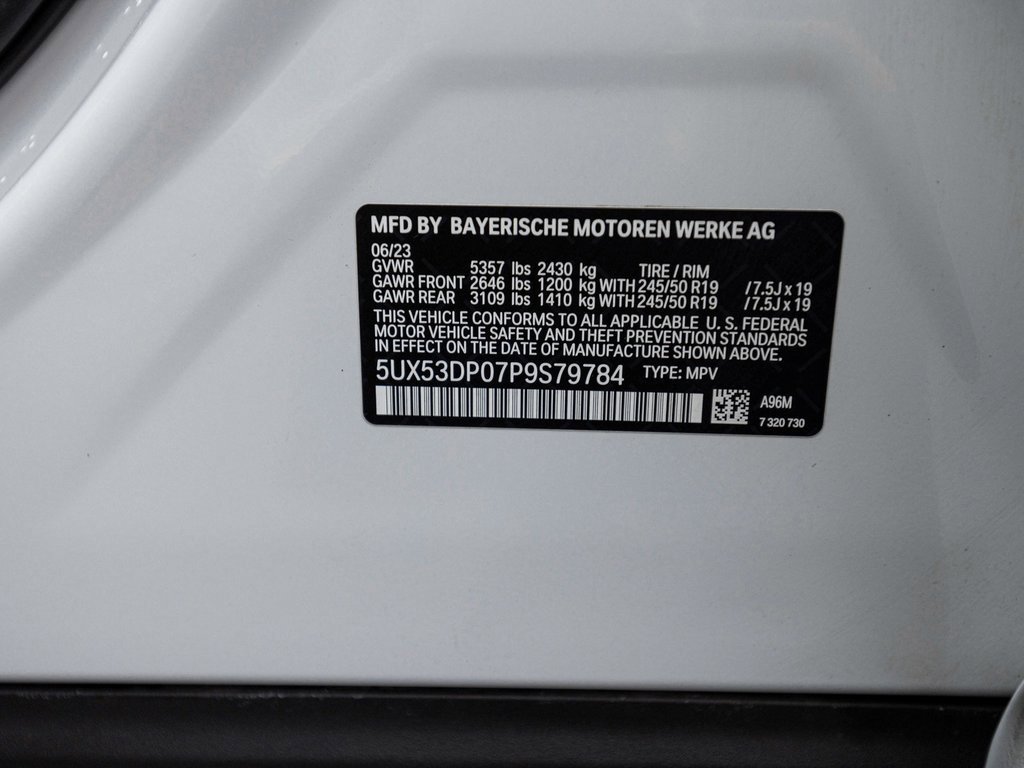 MFD BY BAYERISCHE MOTOREN WERKE AG
06/23
GVWR 5357 lbs 2430 kg TIRE / RIM
GAWR FRONT 2646 lbs 1200 kg WITH 245/50 R19 /7.5J x 19
GAWR REAR 3109 lbs 1410 kg WITH 245/50 R19 /7.5J x 19
THIS VEHICLE CONFORMS TO ALL APPLICABLE U. S. FEDERAL
MOTOR VEHICLE SAFETY AND THEFT PREVENTION STANDARDS
IN EFFECT ON THE DATE OF MANUFACTURE SHOWN ABOVE.
5UX53DP07P9S79784 TYPE: MPV
A96M
7 320 730